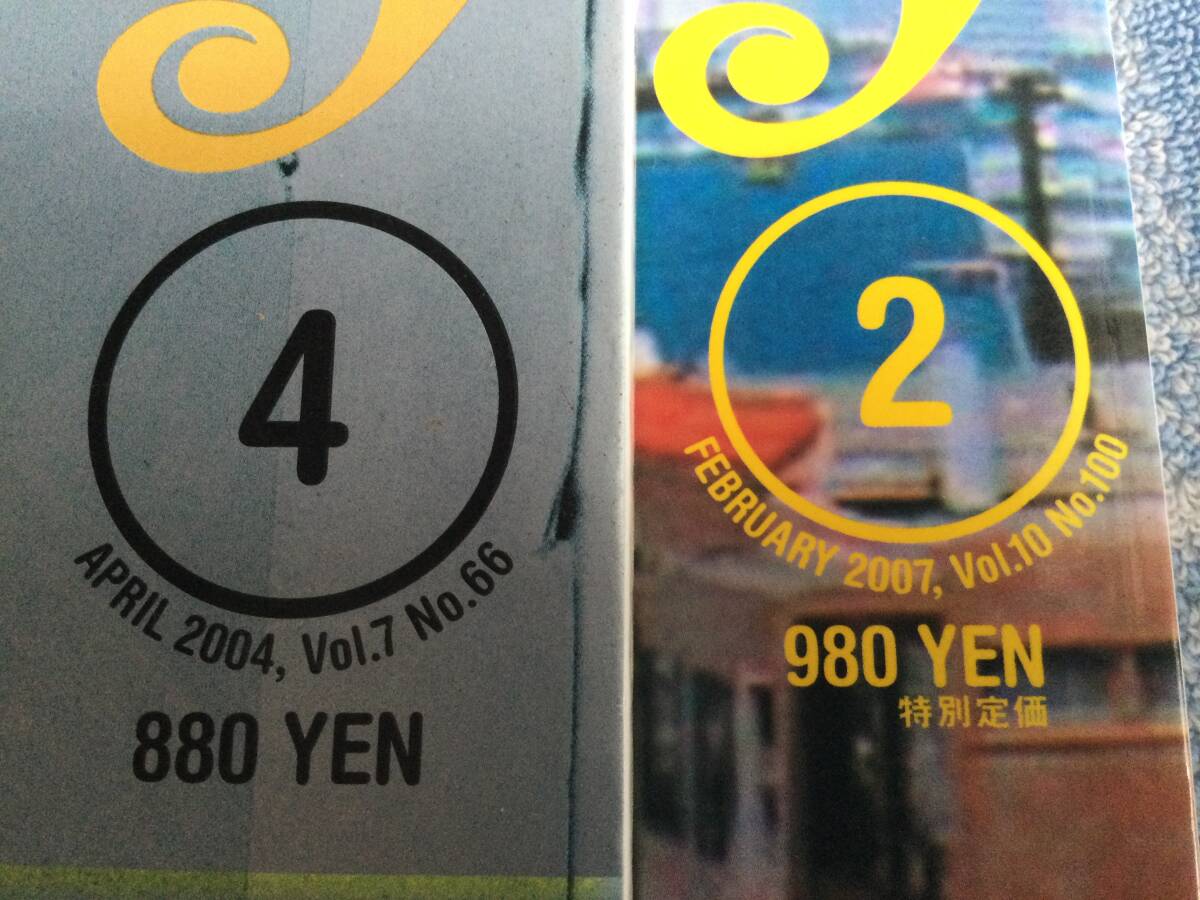 4
APRIL 2004, Vol.7 No.66
880 YEN
2
FEBRUARY 2007, Vol.10 No.100
980 YEN
特別定価